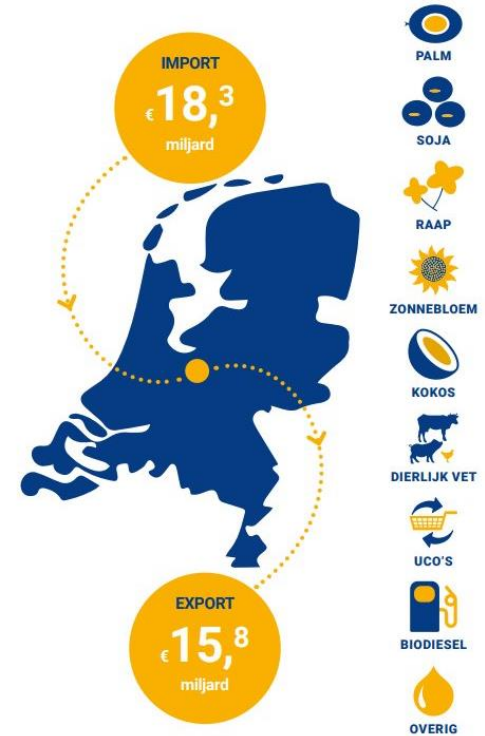 IMPORT
€18,3
miljard
EXPORT
€15,8
miljard
PALM
SOJA
RAAP
ZONNEBLOEM
KOKOS
DIERLIJK VET
UCO'S
BIODIESEL
OVERIG